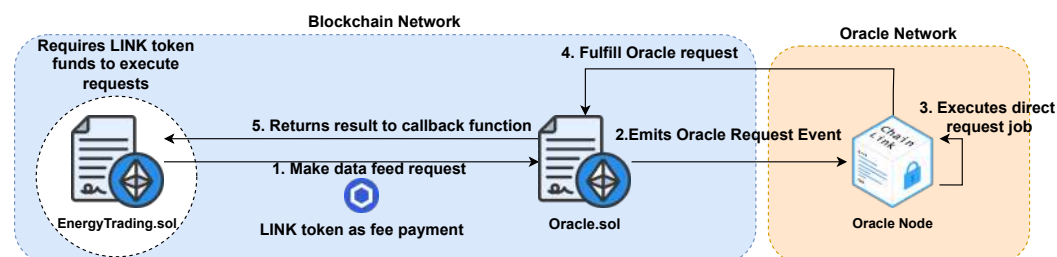 Blockchain Network
Oracle Network
Requires LINK token
funds to execute
requests
4. Fulfill Oracle request
3. Executes direct
request job
5. Returns result to callback function
2.Emits Oracle Request Event
Chain
Link
1. Make data feed request
EnergyTrading.sol
LINK token as fee payment
Oracle.sol
Oracle Node